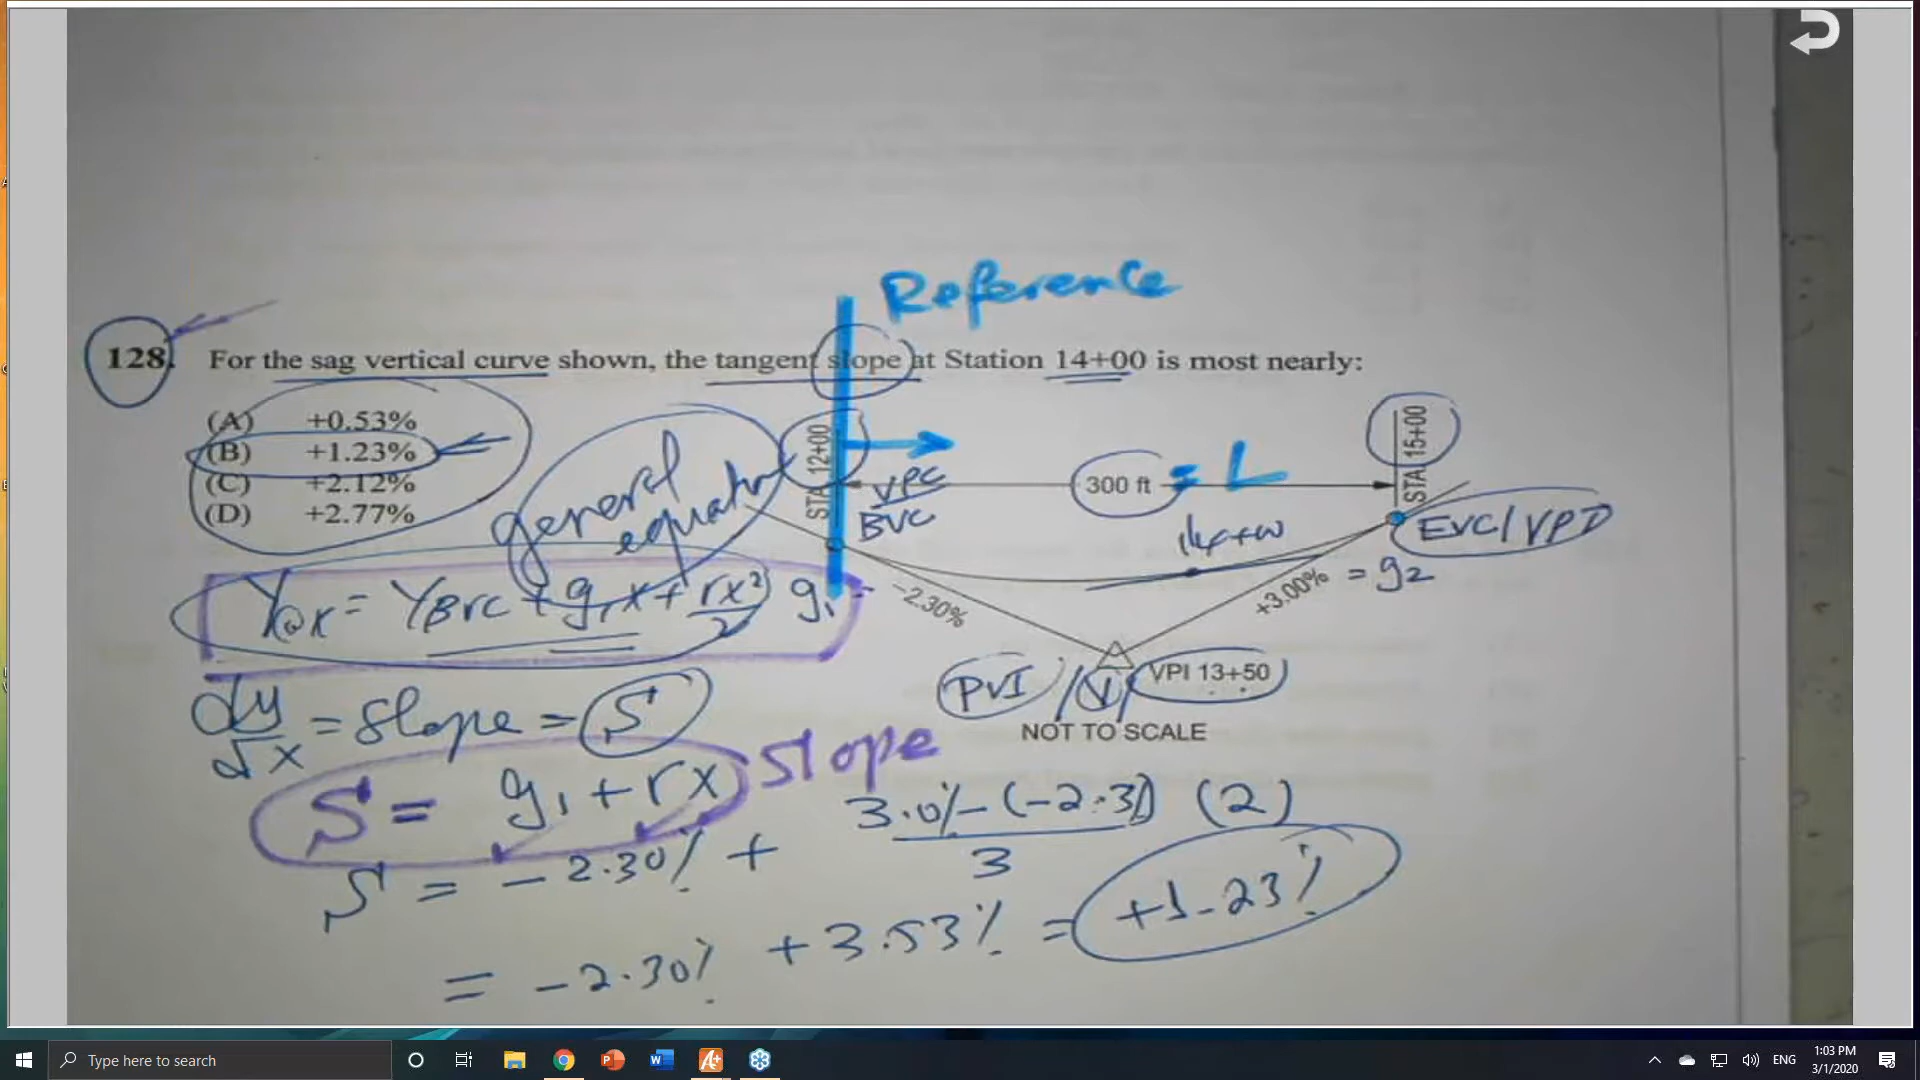 Reference
128. For the sag vertical curve shown, the tangent slope at Station 14+00 is most nearly:
(A) +0.53%
(B) +1.23%
(C) +2.12%
(D) +2.77%
general
equation
STA 12+00
VPC
BVC
300 ft = L
STA 15+00
14+00
EVC/VPD
Y@x = YBVC + g1x + rx²/2
g1 =
-2.30%
+3.00% = g2
PVI / V / VPI 13+50
NOT TO SCALE
dy/dx = Slope = S
S = g1 + rx Slope
S = -2.30% + 3.0% - (-2.3) (2)
3
= -2.30% + 3.53% = +1.23%
Type here to search
ENG
1:03 PM
3/1/2020